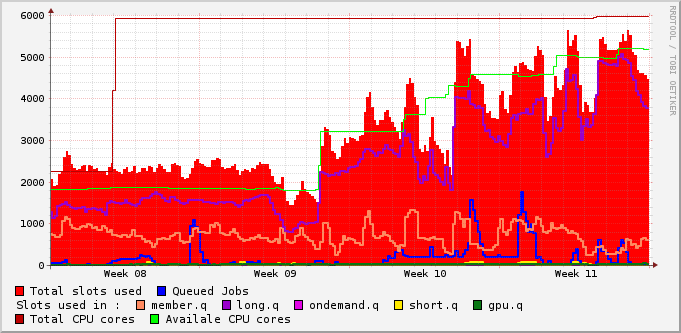 6000
5000
4000
3000
2000
1000
0
Week 08 Week 09 Week 10 Week 11
RRDTOOL / TOBI OETIKER
Total slots used Queued Jobs
Slots used in : member.q long.q ondemand.q short.q gpu.q
Total CPU cores Availale CPU cores